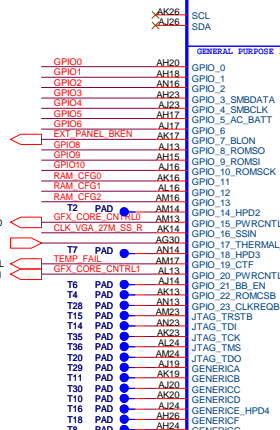 AK26 SCL
AJ26 SDA
GENERAL PURPOSE
GPIO0 AH20 GPIO_0
GPIO1 AH18 GPIO_1
GPIO2 AN16 GPIO_2
GPIO3 AH23 GPIO_3_SMBDATA
GPIO4 AJ23 GPIO_4_SMBCLK
GPIO5 AH17 GPIO_5_AC_BATT
GPIO6 AJ17 GPIO_6
EXT_PANEL_BKEN AK17 GPIO_7_BLON
GPIO8 AJ13 GPIO_8_ROMSO
GPIO9 AH15 GPIO_9_ROMSI
GPIO10 AJ16 GPIO_10_ROMSCK
RAM_CFG0 AK16 GPIO_11
RAM_CFG1 AL16 GPIO_12
RAM_CFG2 AM16 GPIO_13
T2 PAD AM14 GPIO_14_HPD2
GFX_CORE_CNTRL0 AM13 GPIO_15_PWRCNTL
CLK_VGA_27M_SS_R AK14 GPIO_16_SSIN
AG30 GPIO_17_THERMAL
T7 PAD AN14 GPIO_18_HPD3
TEMP_FAIL AM17 GPIO_19_CTF
GFX_CORE_CNTRL1 AL13 GPIO_20_PWRCNTL
T6 PAD AJ14 GPIO_21_BB_EN
T4 PAD AK13 GPIO_22_ROMCSB
T28 PAD AN13 GPIO_23_CLKREQB
T15 PAD AM23 JTAG_TRSTB
T14 PAD AN23 JTAG_TDI
T35 PAD AK23 JTAG_TCK
T36 PAD AL24 JTAG_TMS
T20 PAD AM24 JTAG_TDO
T29 PAD AJ19 GENERICA
T11 PAD AK19 GENERICB
T30 PAD AJ20 GENERICC
T10 PAD AK20 GENERICD
T16 PAD AJ24 GENERICE_HPD4
T18 PAD AH26 GENERICF
T8 PAD AH24